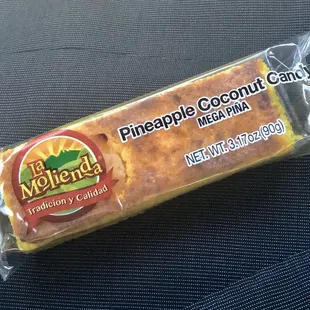 Pineapple Coconut Candy
MEGA PIÑA
NET. WT. 3.17oz (90g)
La
Molienda
Tradicion y Calidad